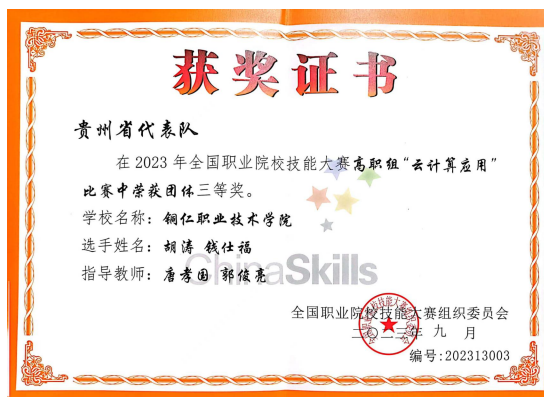 获奖证书
贵州省代表队
在2023年全国职业院校技能大赛高职组“云计算应用”
比赛中荣获团体三等奖。
学校名称：铜仁职业技术学院
选手姓名：胡涛 钱仕福
指导教师：唐孝国 郭俊亮
ChinaSkills
全国职业院校技能大赛组织委员会
二〇二三年九月
编号:202313003